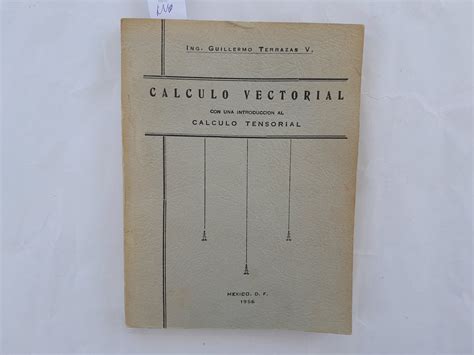 ING. GUILLERMO TERRAZAS V.
CALCULO VECTORIAL
CON UNA INTRODUCCION AL
CALCULO TENSORIAL
MEXICO, D. F.
1956